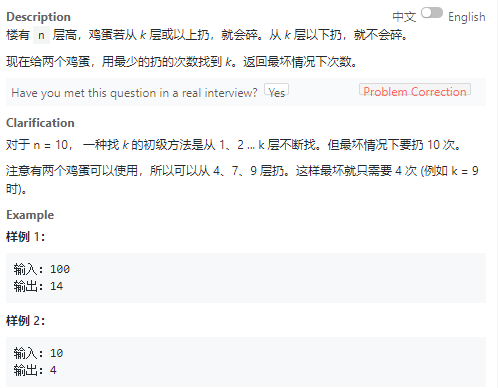 Description
中文 English
楼有 n 层高，鸡蛋若从 k 层或以上扔，就会碎。从 k 层以下扔，就不会碎。
现在给两个鸡蛋，用最少的扔的次数找到 k。返回最坏情况下次数。
Have you met this question in a real interview? Yes Problem Correction
Clarification
对于 n = 10， 一种找 k 的初级方法是从 1、2 ... k 层不断找。但最坏情况下要扔 10 次。
注意有两个鸡蛋可以使用，所以可以从 4、7、9 层扔。这样最坏就只需要 4 次 (例如 k = 9
时)。
Example
样例 1：
输入：100
输出：14
样例 2：
输入：10
输出：4